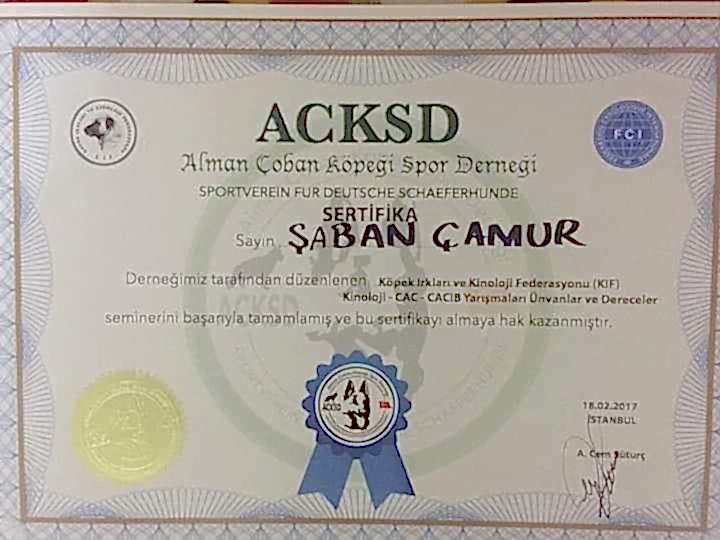 ACKSD
FCI
Alman Çoban Köpeği Spor Derneği
SPORTVEREIN FUR DEUTSCHE SCHAEFERHUNDE
SERTİFİKA
Sayın ŞABAN ÇAMUR
Derneğimiz tarafından düzenlenen Köpek Irkları ve Kinoloji Federasyonu (KIF)
Kinoloji - CAC - CACIB Yarışmaları Ünvanlar ve Dereceler
seminerini başarıyla tamamlamış ve bu sertifikayı almaya hak kazanmıştır.
ACKSD
18.02.2017
İSTANBUL
A. Cem